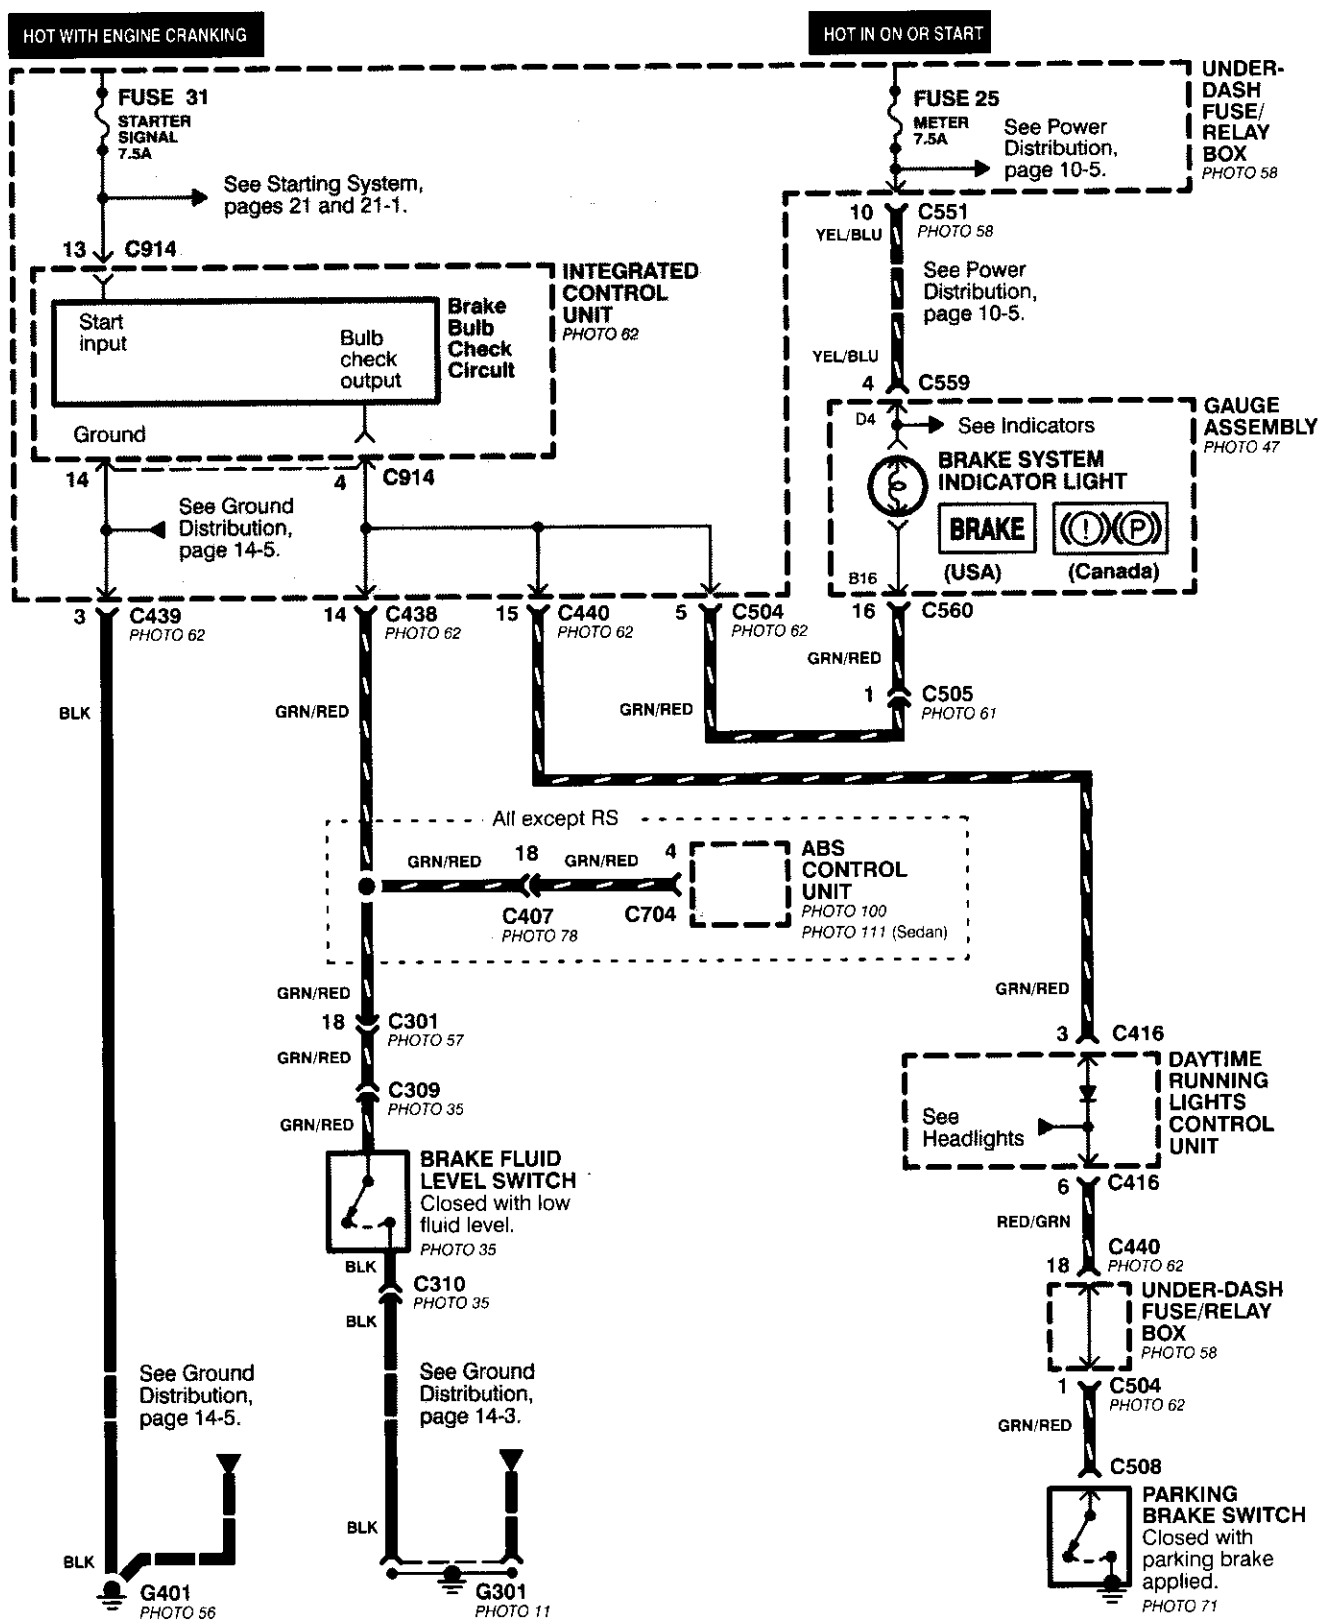 HOT WITH ENGINE CRANKING
HOT IN ON OR START
FUSE 31
STARTER
SIGNAL
7.5A
See Starting System,
pages 21 and 21-1.
FUSE 25
METER
7.5A
See Power
Distribution,
page 10-5.
UNDER-
DASH
FUSE/
RELAY
BOX
PHOTO 58
13 C914
10 C551
YEL/BLU PHOTO 58
INTEGRATED
CONTROL
UNIT
PHOTO 62
Brake
Bulb
Check
Circuit
Start
input
Bulb
check
output
Ground
See Power
Distribution,
page 10-5.
YEL/BLU
4 C559
GAUGE
ASSEMBLY
PHOTO 47
D4
See Indicators
BRAKE SYSTEM
INDICATOR LIGHT
BRAKE
(!) (P)
(USA) (Canada)
B16
14
4 C914
See Ground
Distribution,
page 14-5.
3 C439
PHOTO 62
14 C438
PHOTO 62
15 C440
PHOTO 62
5 C504
PHOTO 62
16 C560
GRN/RED
1 C505
PHOTO 61
BLK
GRN/RED
GRN/RED
All except RS
GRN/RED 18 GRN/RED 4
C407
PHOTO 78
C704
ABS
CONTROL
UNIT
PHOTO 100
PHOTO 111 (Sedan)
GRN/RED
18 C301
PHOTO 57
GRN/RED
C309
PHOTO 35
GRN/RED
BRAKE FLUID
LEVEL SWITCH
Closed with low
fluid level.
PHOTO 35
BLK
C310
PHOTO 35
BLK
GRN/RED
3 C416
DAYTIME
RUNNING
LIGHTS
CONTROL
UNIT
See
Headlights
6 C416
RED/GRN
C440
18 PHOTO 62
UNDER-DASH
FUSE/RELAY
BOX
PHOTO 58
1 C504
PHOTO 62
GRN/RED
C508
PARKING
BRAKE SWITCH
Closed with
parking brake
applied.
PHOTO 71
See Ground
Distribution,
page 14-5.
See Ground
Distribution,
page 14-3.
BLK
BLK
G401
PHOTO 56
G301
PHOTO 11